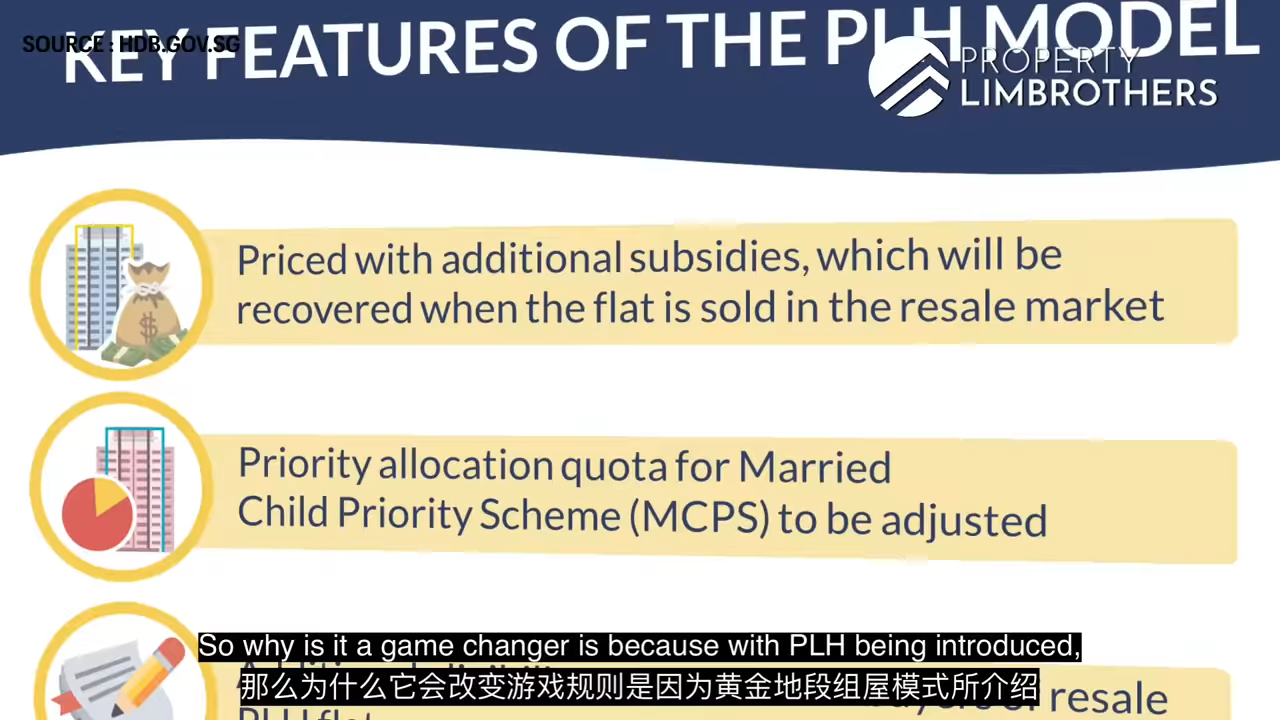 KEY FEATURES OF THE PLH MODEL
SOURCE : HDB.GOV.SG
PROPERTY
LIMBROTHERS
Priced with additional subsidies, which will be
recovered when the flat is sold in the resale market
Priority allocation quota for Married
Child Priority Scheme (MCPS) to be adjusted
resale
So why is it a game changer is because with PLH being introduced,
那么为什么它会改变游戏规则是因为黄金地段组屋模式所介绍